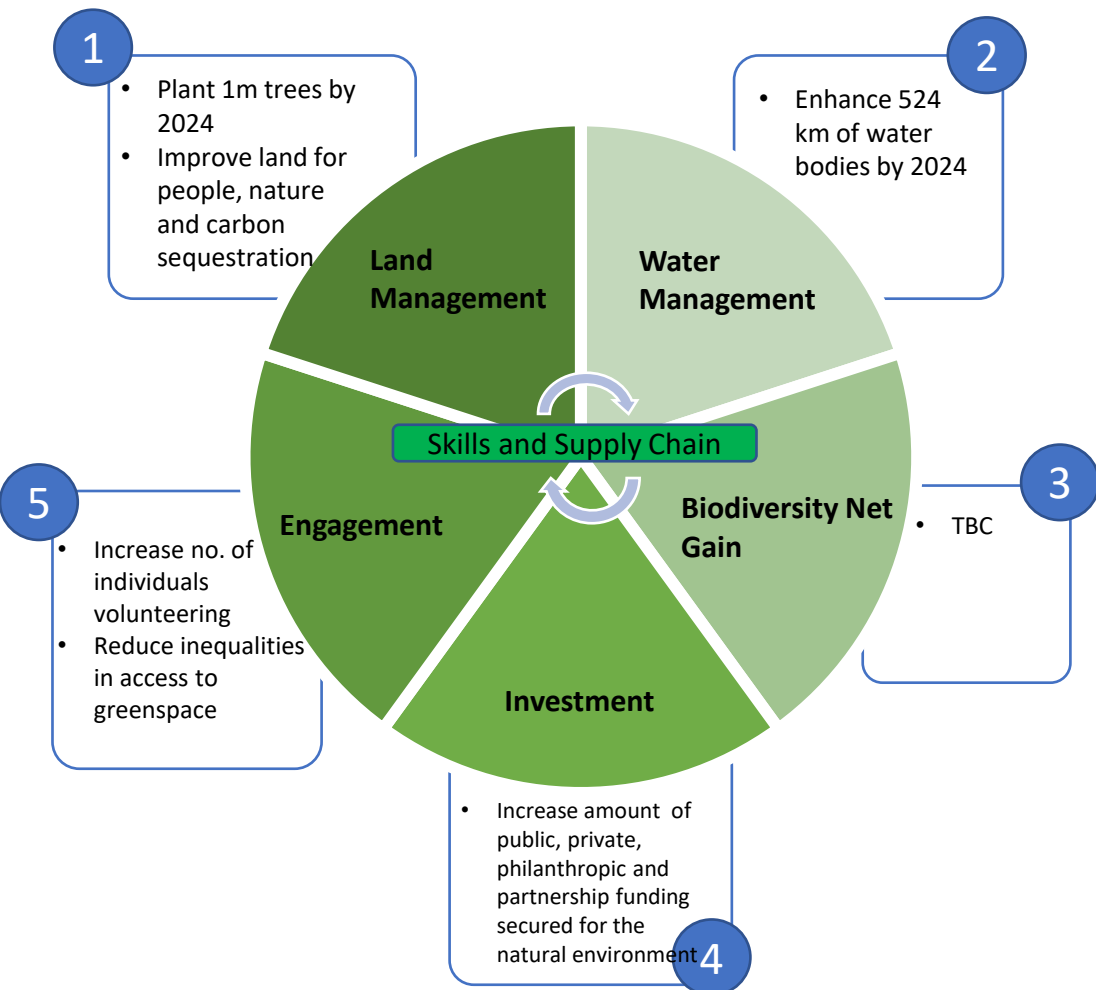 1
• Plant 1m trees by
2024
• Improve land for
people, nature
and carbon
sequestration
Land
Management
2
• Enhance 524
km of water
bodies by 2024
Water
Management
Skills and Supply Chain
3
• TBC
Biodiversity Net
Gain
4
• Increase amount of
public, private,
philanthropic and
partnership funding
secured for the
natural environment
Investment
5
• Increase no. of
individuals
volunteering
• Reduce inequalities
in access to
greenspace
Engagement